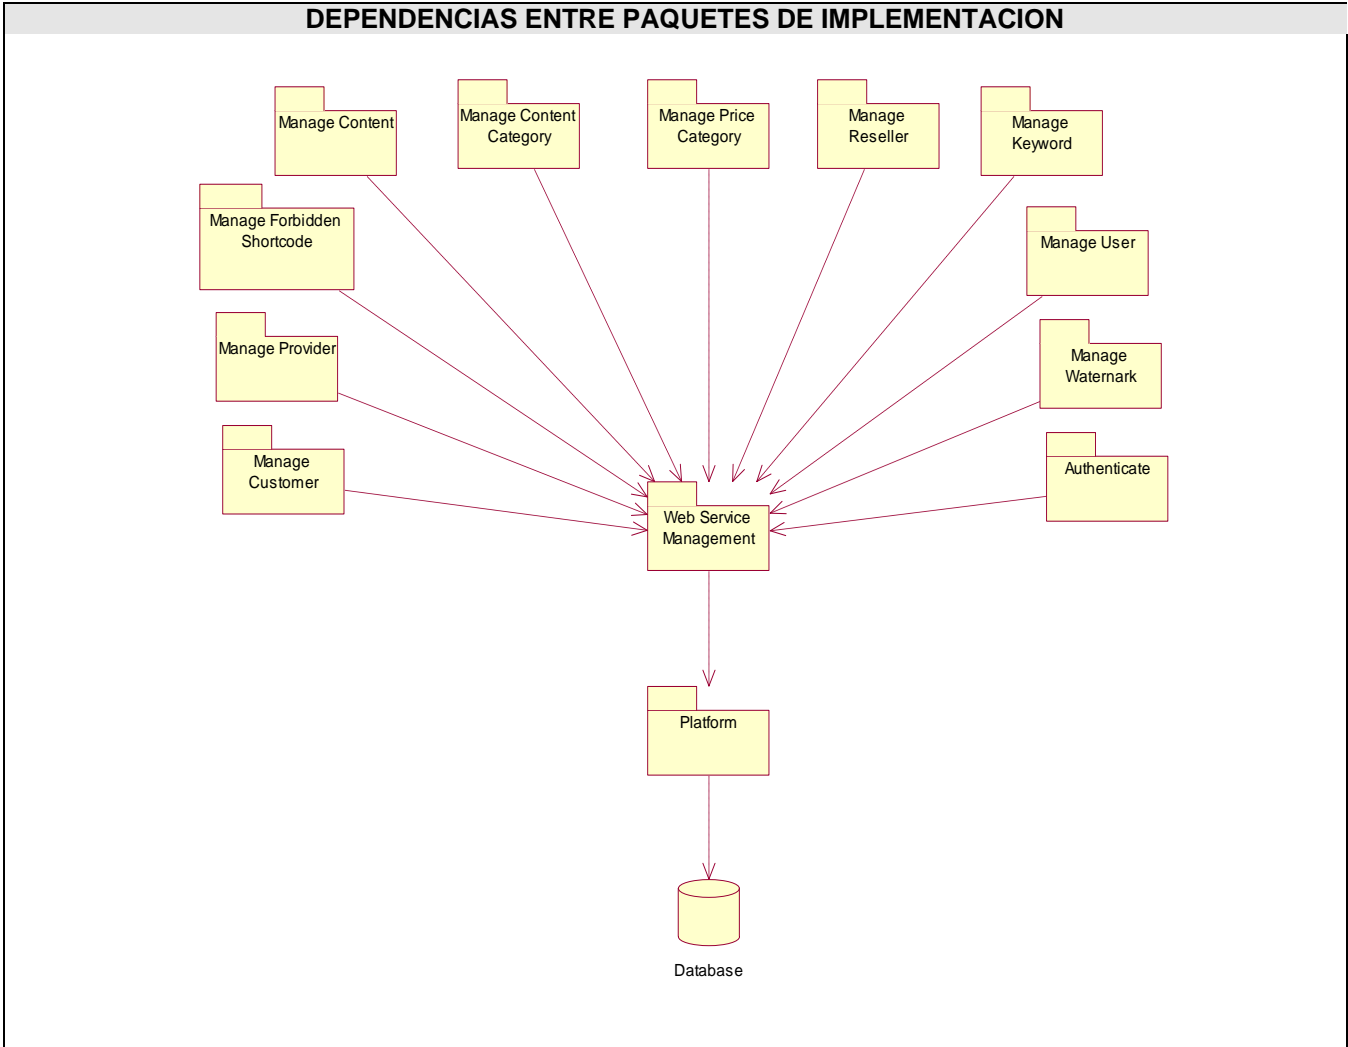 DEPENDENCIAS ENTRE PAQUETES DE IMPLEMENTACION
Manage Content
Manage Content
Category
Manage Price
Category
Manage
Reseller
Manage
Keyword
Manage Forbidden
Shortcode
Manage User
Manage Provider
Manage
Waternark
Manage
Customer
Authenticate
Web Service
Management
Platform
Database